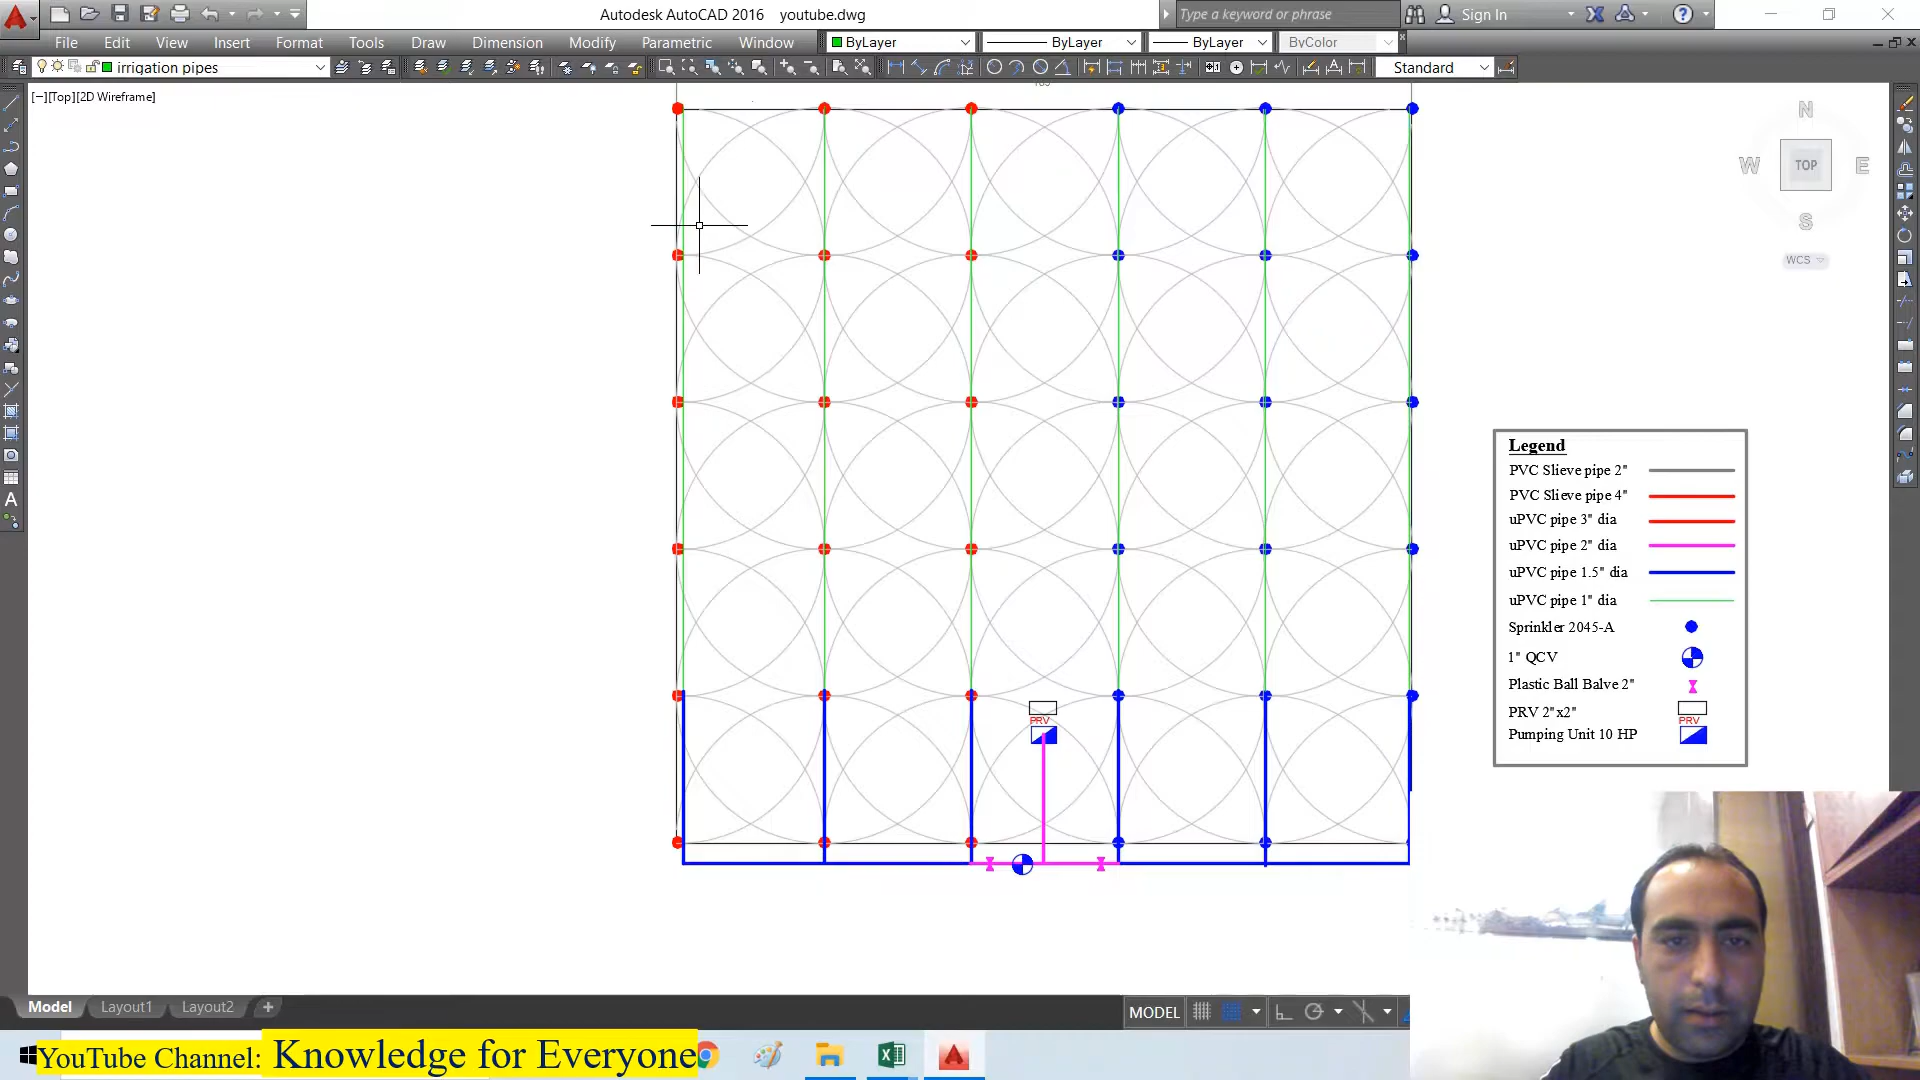 Autodesk AutoCAD 2016 youtube.dwg
Type a keyword or phrase
Sign In
File Edit View Insert Format Tools Draw Dimension Modify Parametric Window
ByLayer ByLayer ByLayer ByColor
irrigation pipes
Standard
[−][Top][2D Wireframe]
N
W TOP E
S
WCS
Legend
PVC Slieve pipe 2"
PVC Slieve pipe 4"
uPVC pipe 3" dia
uPVC pipe 2" dia
uPVC pipe 1.5" dia
uPVC pipe 1" dia
Sprinkler 2045-A
1" QCV
Plastic Ball Balve 2"
PRV 2"x2"
PRV
Pumping Unit 10 HP
PRV
Model Layout1 Layout2 +
MODEL
YouTube Channel: Knowledge for Everyone